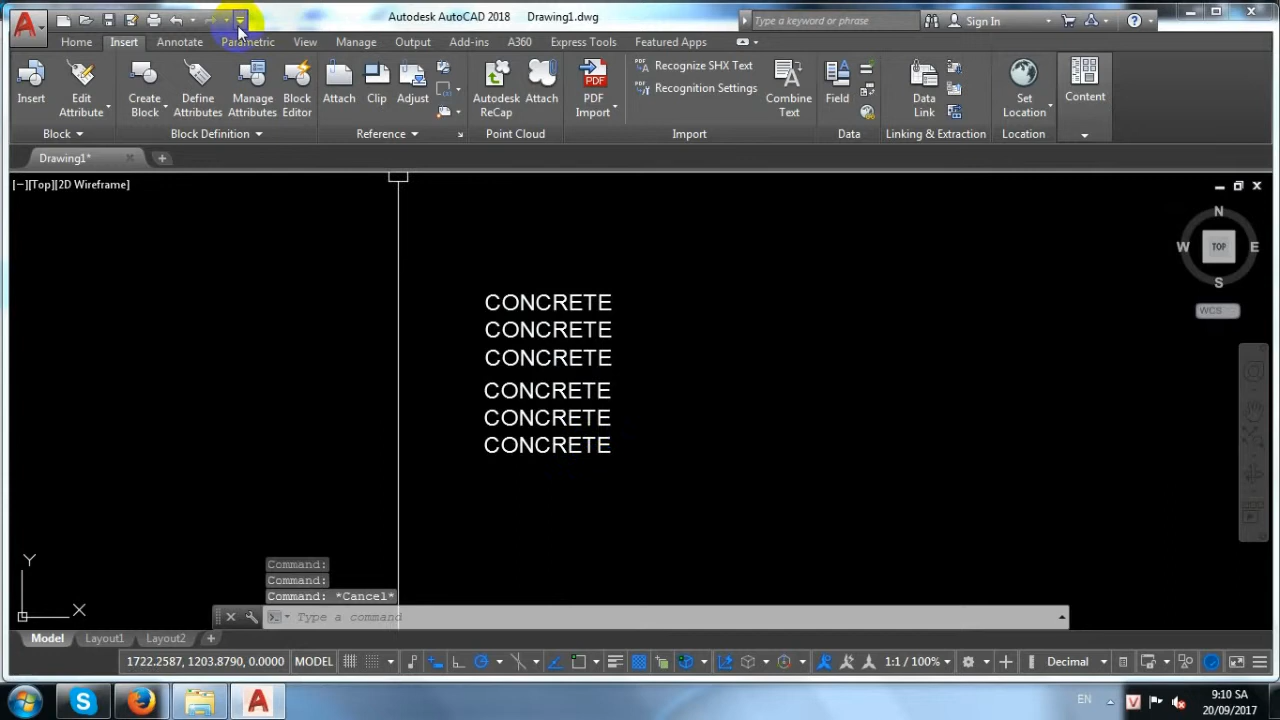 Autodesk AutoCAD 2018 Drawing1.dwg
Type a keyword or phrase
Sign In
Home Insert Annotate Parametric View Manage Output Add-ins A360 Express Tools Featured Apps
Insert
Edit Attribute
Create Block
Define Attributes
Manage Attributes
Block Editor
Attach
Clip
Adjust
Autodesk ReCap
Attach
PDF
PDF Import
Recognize SHX Text
Recognition Settings
Combine Text
Field
Data Link
Set Location
Content
Block
Block Definition
Reference
Point Cloud
Import
Data
Linking & Extraction
Location
Drawing1*
[−][Top][2D Wireframe]
N
W TOP E
S
WCS
CONCRETE
CONCRETE
CONCRETE
CONCRETE
CONCRETE
CONCRETE
Y
X
Command:
Command:
Command: *Cancel*
Type a command
Model Layout1 Layout2
1722.2587, 1203.8790, 0.0000 MODEL
1:1 / 100%
Decimal
EN
9:10 SA
20/09/2017